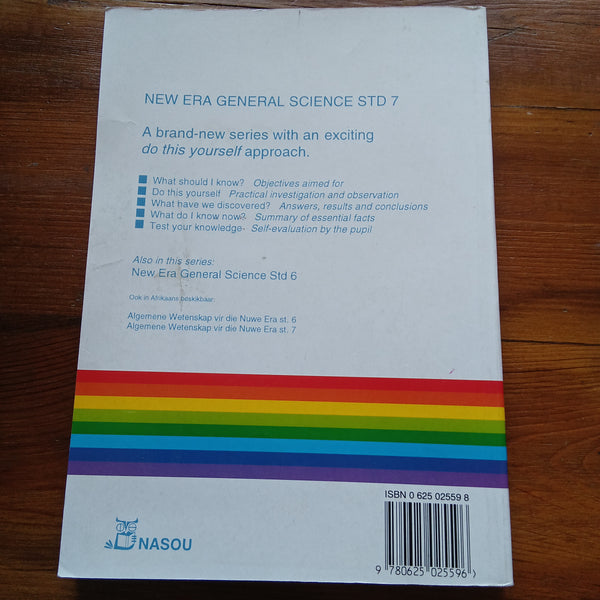 NEW ERA GENERAL SCIENCE STD 7
A brand-new series with an exciting
do this yourself approach.
What should I know? Objectives aimed for
Do this yourself Practical investigation and observation
What have we discovered? Answers, results and conclusions
What do I know now? Summary of essential facts
Test your knowledge- Self-evaluation by the pupil
Also in this series:
New Era General Science Std 6
Ook in Afrikaans beskikbaar:
Algemene Wetenskap vir die Nuwe Era st. 6
Algemene Wetenskap vir die Nuwe Era st. 7
ISBN 0 625 02559 8
NASOU
9 780625 025596